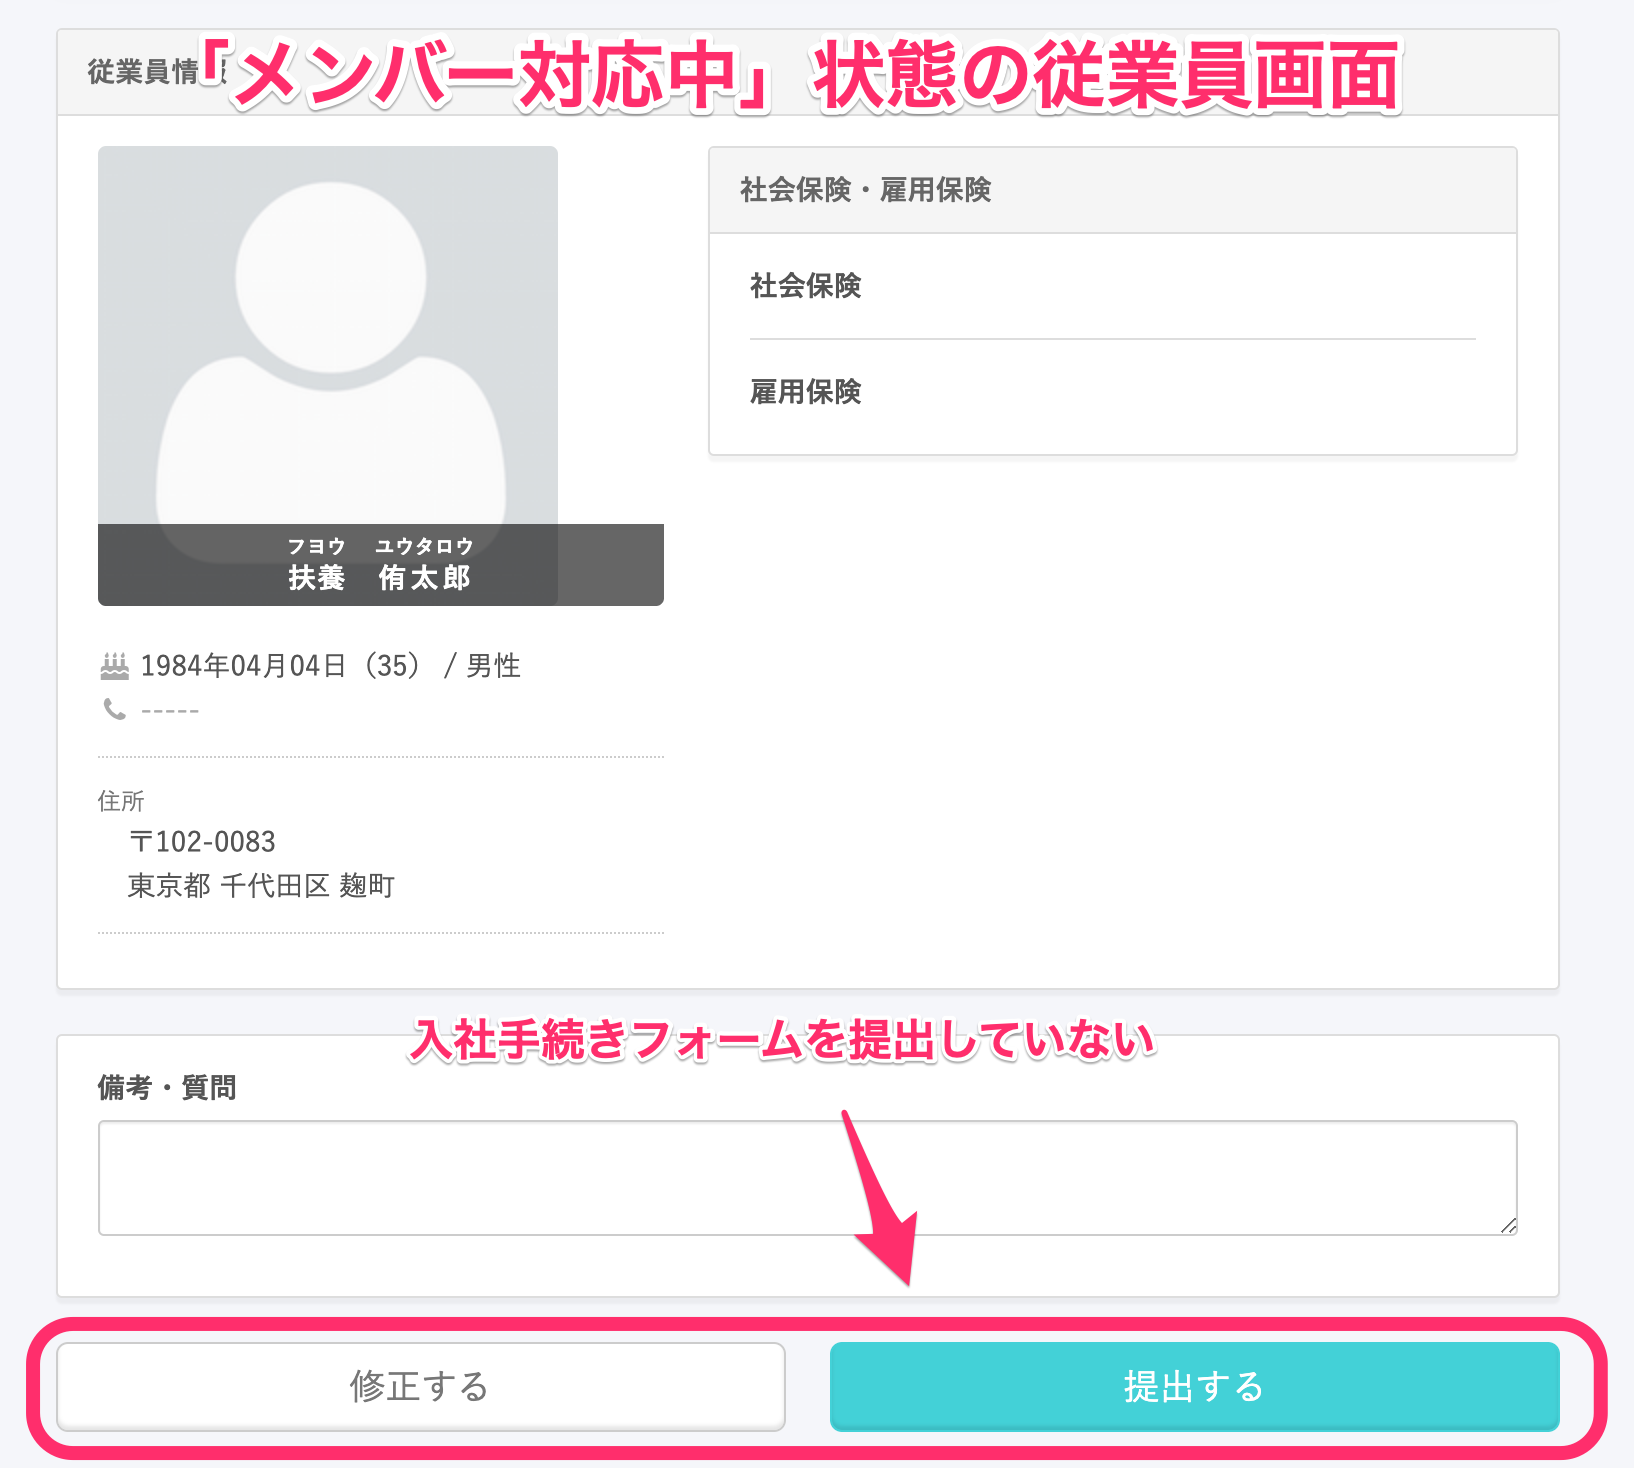 「メンバー対応中」状態の従業員画面
従業員情報
社会保険・雇用保険
社会保険
雇用保険
フヨウ　ユウタロウ
扶養　侑太郎
1984年04月04日（35） / 男性
-----
住所
〒102-0083
東京都 千代田区 麹町
入社手続きフォームを提出していない
備考・質問
修正する
提出する